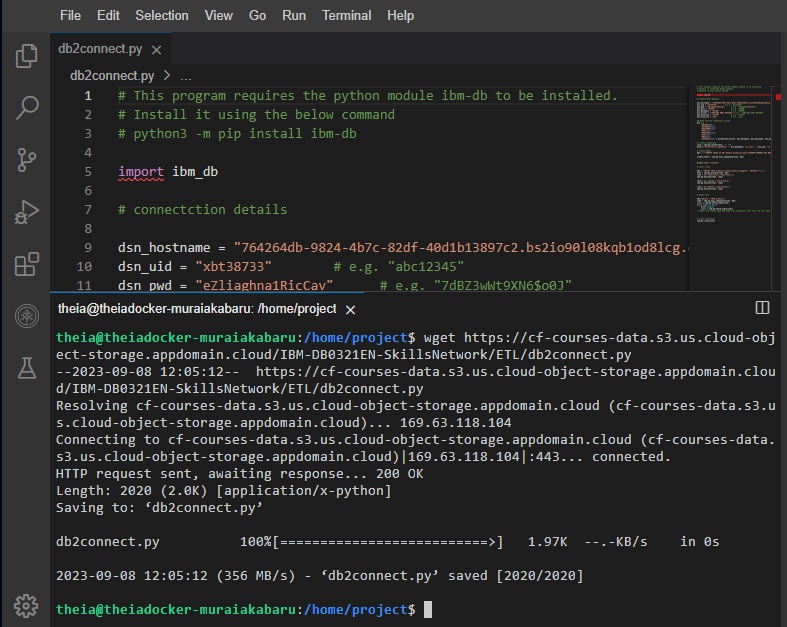 File Edit Selection View Go Run Terminal Help
db2connect.py
db2connect.py > ...
1 # This program requires the python module ibm-db to be installed.
2 # Install it using the below command
3 # python3 -m pip install ibm-db
4
5 import ibm_db
6
7 # connectction details
8
9 dsn_hostname = "764264db-9824-4b7c-82df-40d1b13897c2.bs2io90l08kqb1od8lcg.
10 dsn_uid = "xbt38733" # e.g. "abc12345"
11 dsn_pwd = "eZliaghna1RicCav" # e.g. "7dBZ3wWt9XN6$o0J"
theia@theiadocker-muraiakabaru: /home/project
theia@theiadocker-muraiakabaru:/home/project$ wget https://cf-courses-data.s3.us.cloud-obj
ect-storage.appdomain.cloud/IBM-DB0321EN-SkillsNetwork/ETL/db2connect.py
--2023-09-08 12:05:12-- https://cf-courses-data.s3.us.cloud-object-storage.appdomain.clou
d/IBM-DB0321EN-SkillsNetwork/ETL/db2connect.py
Resolving cf-courses-data.s3.us.cloud-object-storage.appdomain.cloud (cf-courses-data.s3.u
s.cloud-object-storage.appdomain.cloud)... 169.63.118.104
Connecting to cf-courses-data.s3.us.cloud-object-storage.appdomain.cloud (cf-courses-data.
s3.us.cloud-object-storage.appdomain.cloud)|169.63.118.104|:443... connected.
HTTP request sent, awaiting response... 200 OK
Length: 2020 (2.0K) [application/x-python]
Saving to: ‘db2connect.py’
db2connect.py 100%[==========================>] 1.97K --.-KB/s in 0s
2023-09-08 12:05:12 (356 MB/s) - ‘db2connect.py’ saved [2020/2020]
theia@theiadocker-muraiakabaru:/home/project$